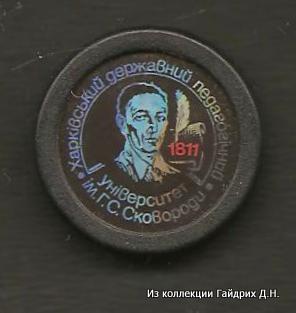 Харківський державний педагогічний
1811
університет
ім. Г.С. Сковороди
Из коллекции Гайдрих Д.Н.